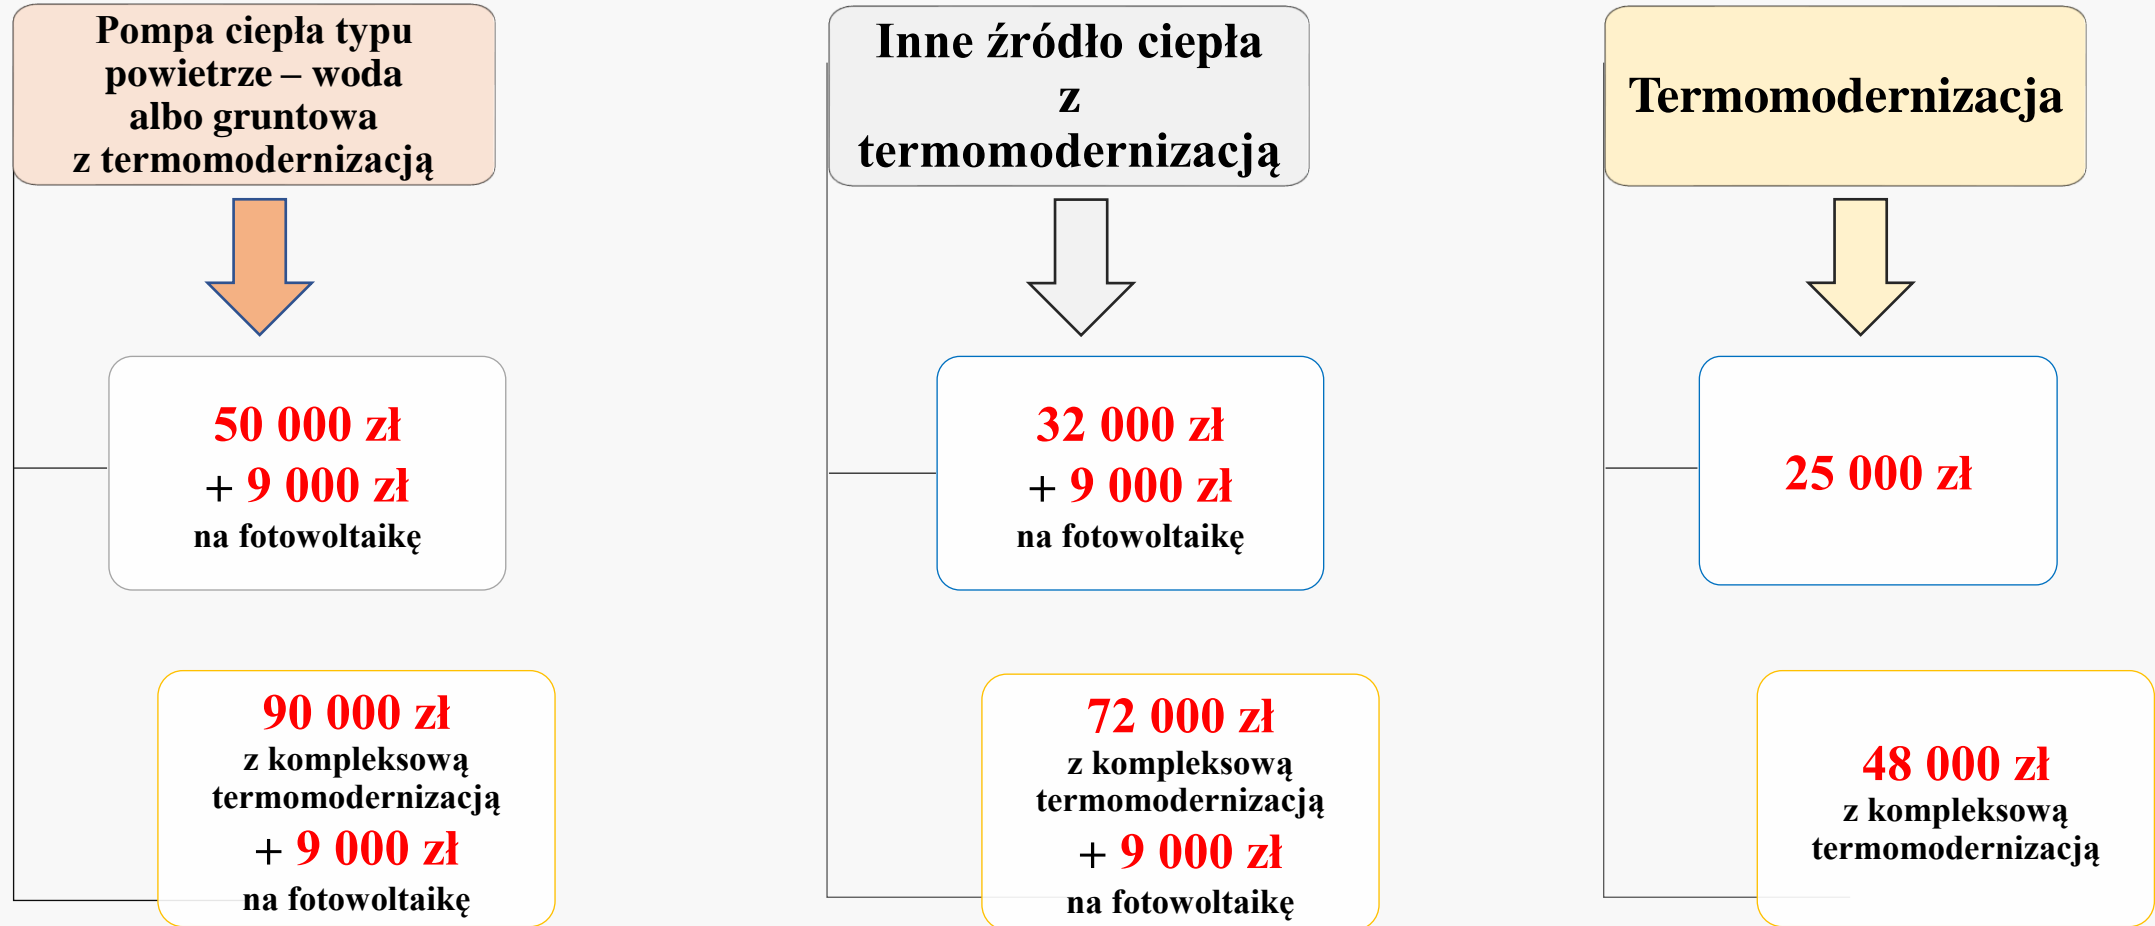 Pompa ciepła typu
powietrze – woda
albo gruntowa
z termomodernizacją
50 000 zł
+ 9 000 zł
na fotowoltaikę
90 000 zł
z kompleksową
termomodernizacją
+ 9 000 zł
na fotowoltaikę
Inne źródło ciepła
z
termomodernizacją
32 000 zł
+ 9 000 zł
na fotowoltaikę
72 000 zł
z kompleksową
termomodernizacją
+ 9 000 zł
na fotowoltaikę
Termomodernizacja
25 000 zł
48 000 zł
z kompleksową
termomodernizacją